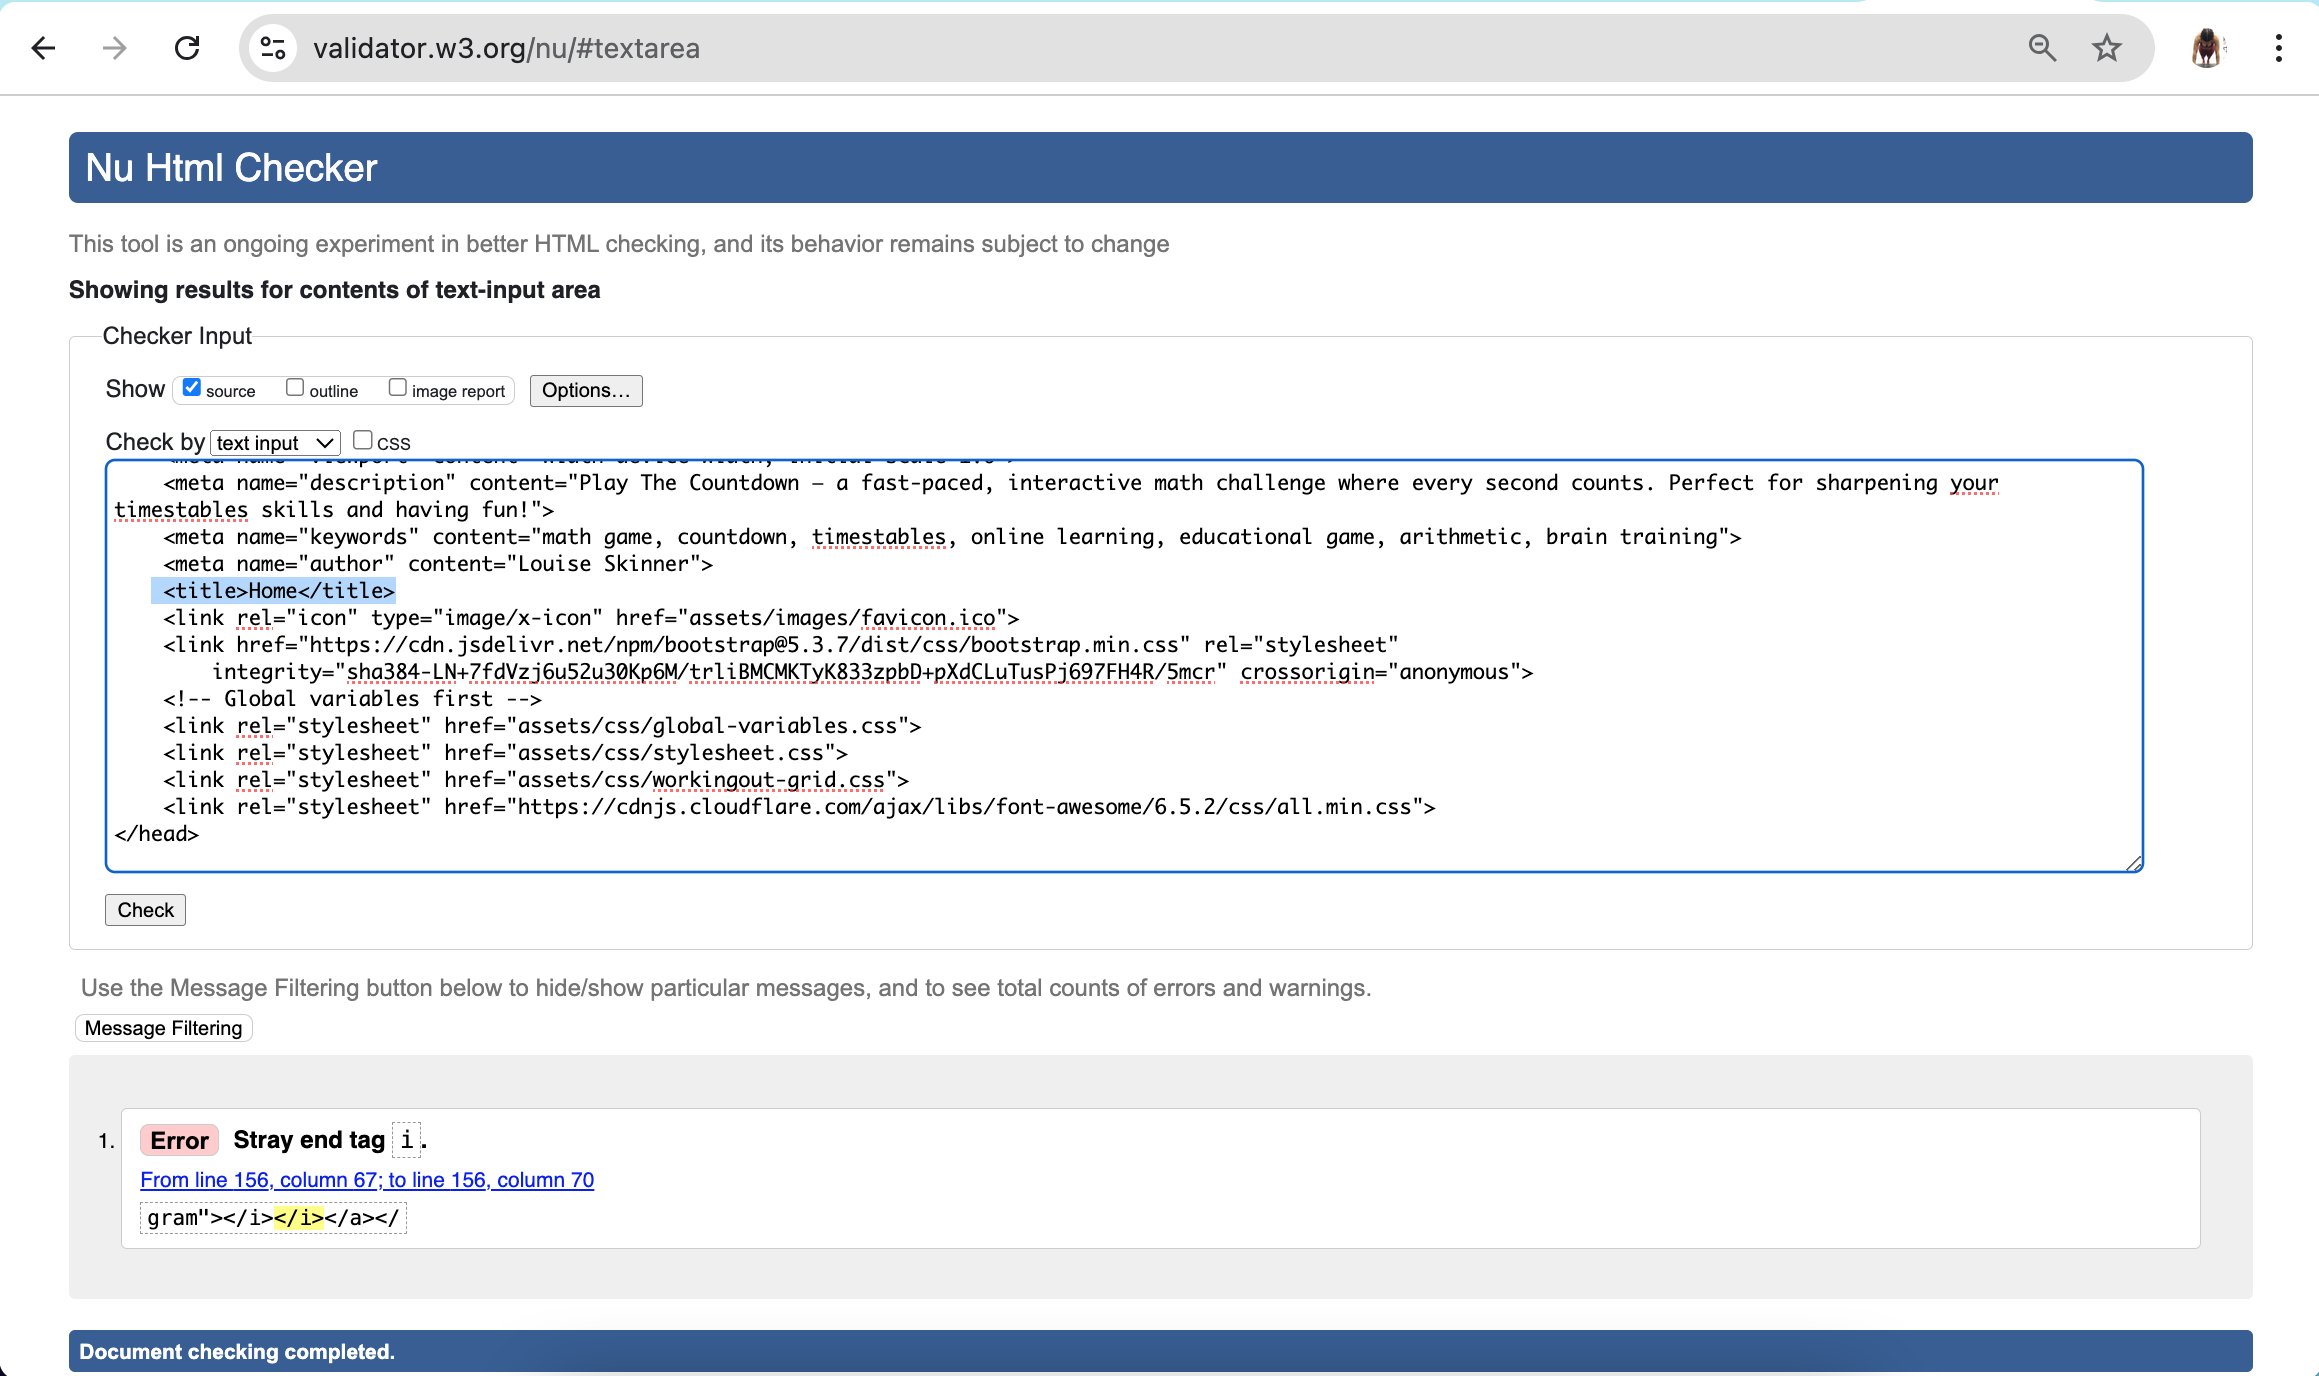 validator.w3.org/nu/#textarea
Nu Html Checker
This tool is an ongoing experiment in better HTML checking, and its behavior remains subject to change
Showing results for contents of text-input area
Checker Input
Show source outline image report Options...
Check by text input CSS
<meta name="description" content="Play The Countdown – a fast-paced, interactive math challenge where every second counts. Perfect for sharpening your
timestables skills and having fun!">
<meta name="keywords" content="math game, countdown, timestables, online learning, educational game, arithmetic, brain training">
<meta name="author" content="Louise Skinner">
<title>Home</title>
<link rel="icon" type="image/x-icon" href="assets/images/favicon.ico">
<link href="https://cdn.jsdelivr.net/npm/bootstrap@5.3.7/dist/css/bootstrap.min.css" rel="stylesheet"
integrity="sha384-LN+7fdVzj6u52u30Kp6M/trliBMCMKTyK833zpbD+pXdCLuTusPj697FH4R/5mcr" crossorigin="anonymous">
<!-- Global variables first -->
<link rel="stylesheet" href="assets/css/global-variables.css">
<link rel="stylesheet" href="assets/css/stylesheet.css">
<link rel="stylesheet" href="assets/css/workingout-grid.css">
<link rel="stylesheet" href="https://cdnjs.cloudflare.com/ajax/libs/font-awesome/6.5.2/css/all.min.css">
</head>
Check
Use the Message Filtering button below to hide/show particular messages, and to see total counts of errors and warnings.
Message Filtering
1. Error Stray end tag i.
From line 156, column 67; to line 156, column 70
gram"></i></i></a></
Document checking completed.